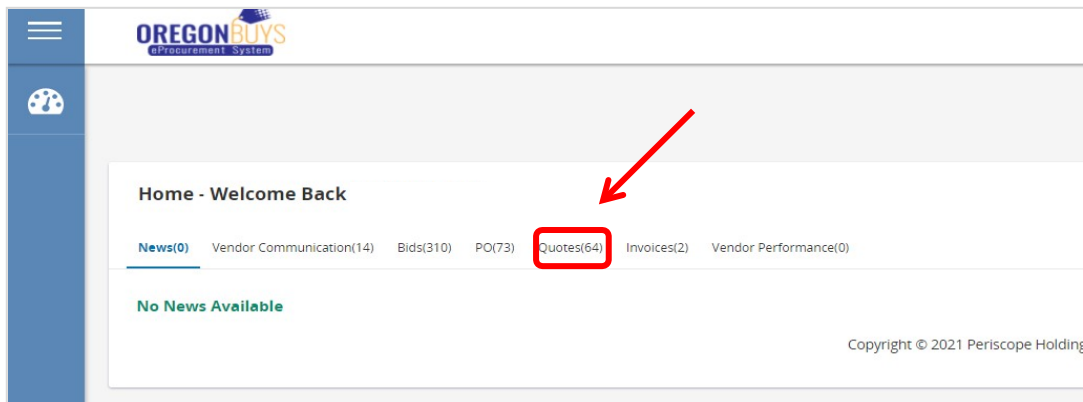 OREGONBUYS
eProcurement System
Home - Welcome Back
News(0) Vendor Communication(14) Bids(310) PO(73) Quotes(64) Invoices(2) Vendor Performance(0)
No News Available
Copyright © 2021 Periscope Holding